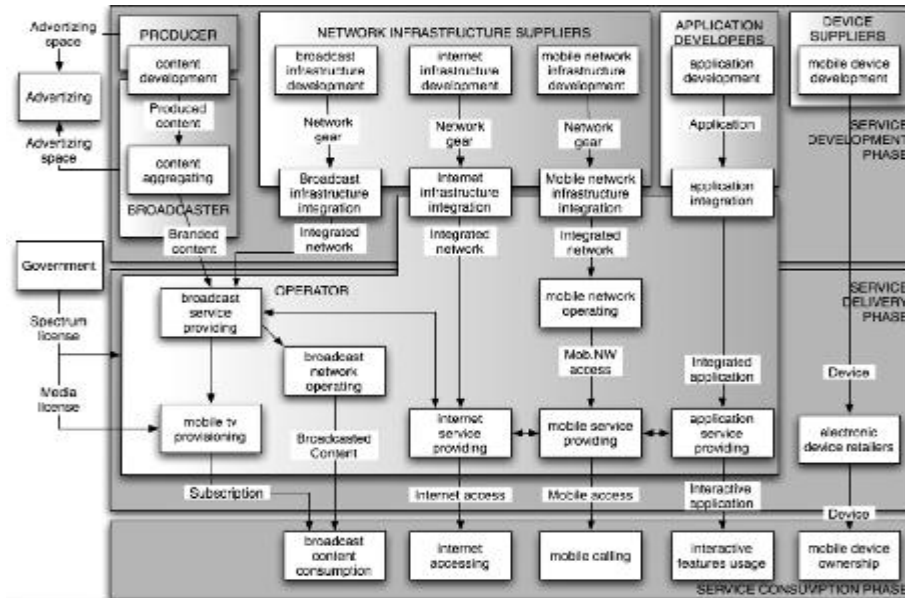 Advertizing
space
PRODUCER
NETWORK INFRASTRUCTURE SUPPLIERS
APPLICATION
DEVELOPERS
DEVICE
SUPPLIERS
content
development
broadcast
infrastructure
development
internet
infrastructure
development
mobile network
infrastructure
development
application
development
mobile device
development
Advertizing
Produced
content
Network
gear
Network
gear
Network
gear
Application
SERVICE
DEVELOPMENT
PHASE
Advertizing
space
content
aggregating
Broadcast
infrastructure
integration
Internet
infrastructure
integration
Mobile network
infrastructure
integration
application
integration
BROADCASTER
Branded
content
Integrated
network
Integrated
network
Integrated
network
Government
OPERATOR
SERVICE
DELIVERY
PHASE
broadcast
service
providing
mobile network
operating
Spectrum
license
broadcast
network
operating
Mob.NW
access
Integrated
application
Device
Media
license
mobile tv
provisioning
Broadcasted
Content
internet
service
providing
mobile service
providing
application
service
providing
electronic
device retailers
Subscription
Internet access
Mobile access
Interactive
application
Device
broadcast
content
consumption
Internet
accessing
mobile calling
interactive
features usage
mobile device
ownership
SERVICE CONSUMPTION PHASE